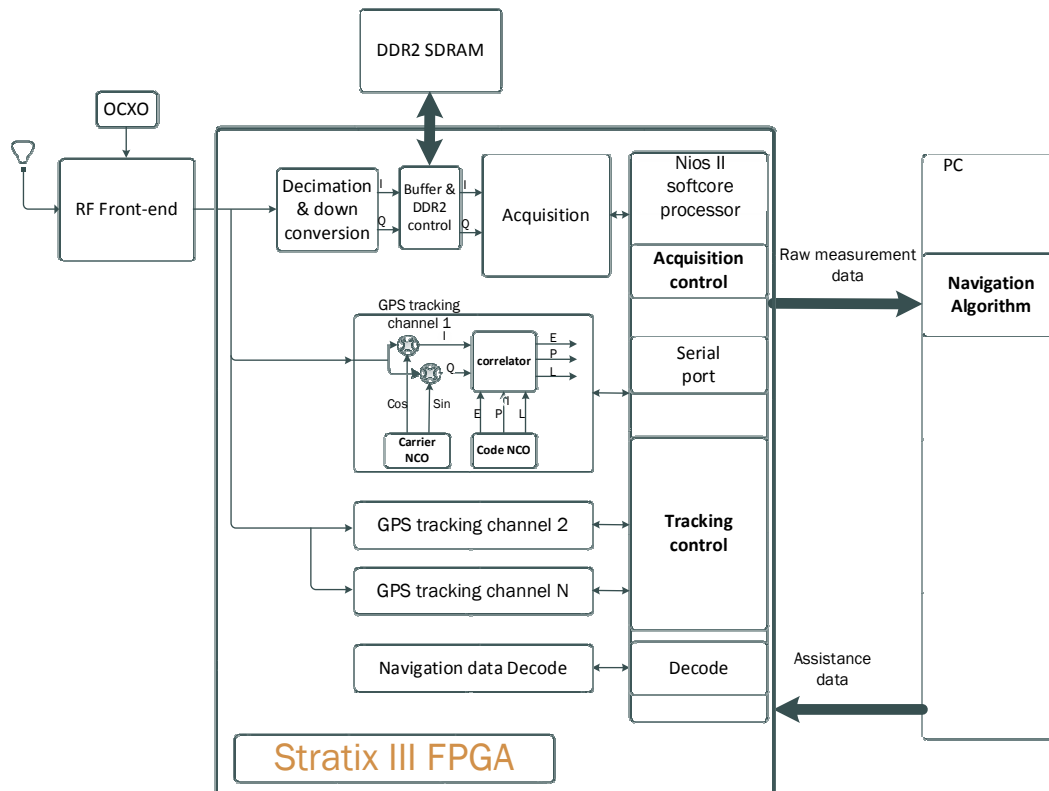 DDR2 SDRAM
OCXO
RF Front-end
Decimation
& down
conversion
I
Q
Buffer &
DDR2
control
I
Q
Acquisition
Nios II
softcore
processor
PC
Acquisition
control
Raw measurement
data
Navigation
Algorithm
GPS tracking
channel 1
I
Q
correlator
E
P
L
Cos
Sin
E
P
L
Carrier
NCO
Code NCO
Serial
port
GPS tracking channel 2
Tracking
control
GPS tracking channel N
Navigation data Decode
Decode
Assistance
data
Stratix III FPGA